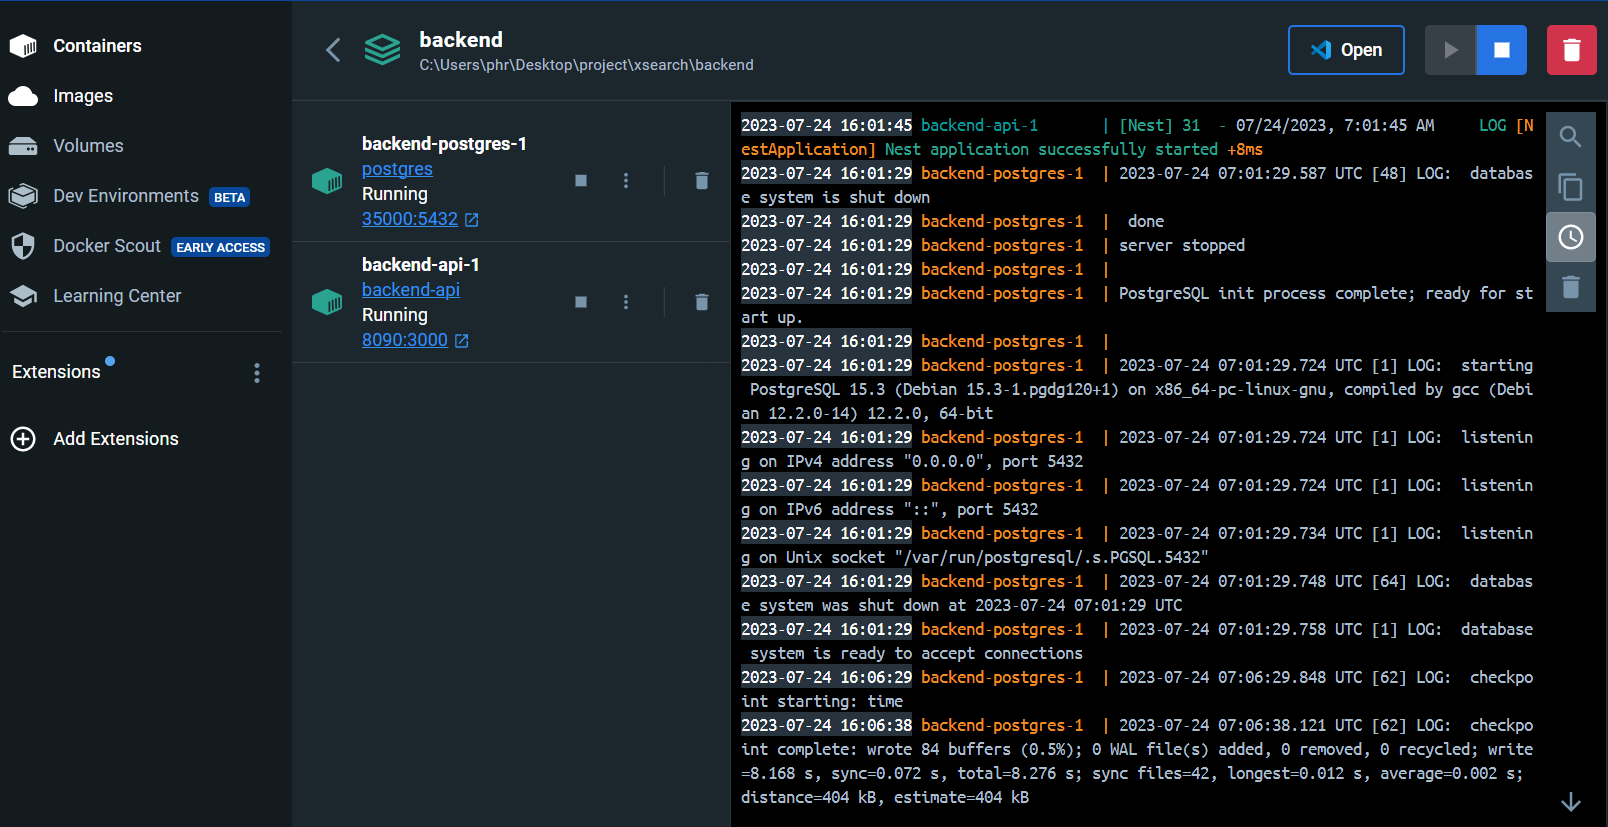 Containers
Images
Volumes
Dev Environments BETA
Docker Scout EARLY ACCESS
Learning Center
Extensions
Add Extensions
backend
C:\Users\phr\Desktop\project\xsearch\backend
Open
backend-postgres-1
postgres
Running
35000:5432
backend-api-1
backend-api
Running
8090:3000
2023-07-24 16:01:45 backend-api-1       | [Nest] 31  - 07/24/2023, 7:01:45 AM     LOG [N
estApplication] Nest application successfully started +8ms
2023-07-24 16:01:29 backend-postgres-1  | 2023-07-24 07:01:29.587 UTC [48] LOG:  databas
e system is shut down
2023-07-24 16:01:29 backend-postgres-1  |  done
2023-07-24 16:01:29 backend-postgres-1  | server stopped
2023-07-24 16:01:29 backend-postgres-1  |
2023-07-24 16:01:29 backend-postgres-1  | PostgreSQL init process complete; ready for st
art up.
2023-07-24 16:01:29 backend-postgres-1  |
2023-07-24 16:01:29 backend-postgres-1  | 2023-07-24 07:01:29.724 UTC [1] LOG:  starting
 PostgreSQL 15.3 (Debian 15.3-1.pgdg120+1) on x86_64-pc-linux-gnu, compiled by gcc (Debi
an 12.2.0-14) 12.2.0, 64-bit
2023-07-24 16:01:29 backend-postgres-1  | 2023-07-24 07:01:29.724 UTC [1] LOG:  listenin
g on IPv4 address "0.0.0.0", port 5432
2023-07-24 16:01:29 backend-postgres-1  | 2023-07-24 07:01:29.724 UTC [1] LOG:  listenin
g on IPv6 address "::", port 5432
2023-07-24 16:01:29 backend-postgres-1  | 2023-07-24 07:01:29.734 UTC [1] LOG:  listenin
g on Unix socket "/var/run/postgresql/.s.PGSQL.5432"
2023-07-24 16:01:29 backend-postgres-1  | 2023-07-24 07:01:29.748 UTC [64] LOG:  databas
e system was shut down at 2023-07-24 07:01:29 UTC
2023-07-24 16:01:29 backend-postgres-1  | 2023-07-24 07:01:29.758 UTC [1] LOG:  database
 system is ready to accept connections
2023-07-24 16:06:29 backend-postgres-1  | 2023-07-24 07:06:29.848 UTC [62] LOG:  checkpo
int starting: time
2023-07-24 16:06:38 backend-postgres-1  | 2023-07-24 07:06:38.121 UTC [62] LOG:  checkpo
int complete: wrote 84 buffers (0.5%); 0 WAL file(s) added, 0 removed, 0 recycled; write
=8.168 s, sync=0.072 s, total=8.276 s; sync files=42, longest=0.012 s, average=0.002 s;
distance=404 kB, estimate=404 kB